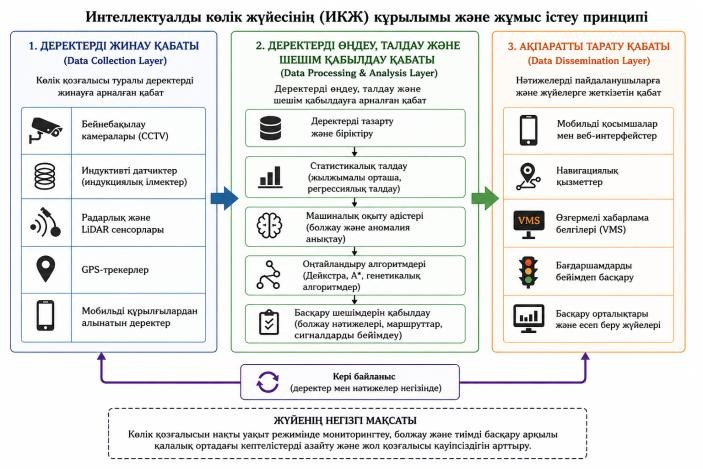 Интеллектуалды көлік жүйесінің (ИКЖ) құрылымы және жұмыс істеу принципі
1. ДЕРЕКТЕРДІ ЖИНАУ ҚАБАТЫ
(Data Collection Layer)
Көлік қозғалысы туралы деректерді
жинауға арналған қабат
Бейнебақылау
камералары (CCTV)
Индуктивті датчиктер
(индукциялық ілмектер)
Радарлық және
LiDAR сенсорлары
GPS-трекерлер
Мобильді құрылғылардан
алынатын деректер
2. ДЕРЕКТЕРДІ ӨҢДЕУ, ТАЛДАУ ЖӘНЕ
ШЕШІМ ҚАБЫЛДАУ ҚАБАТЫ
(Data Processing & Analysis Layer)
Деректерді өңдеу, талдау және
шешім қабылдауға арналған қабат
Деректерді тазарту
және біріктіру
Статистикалық талдау
(жылжымалы орташа,
регрессиялық талдау)
Машиналық оқыту әдістері
(болжау және аномалия
анықтау)
Оңтайландыру алгоритмдері
(Дейкстра, A*, генетикалық
алгоритмдер)
Басқару шешімдерін қабылдау
(болжау нәтижелері, маршруттар,
сигналдарды бейімдеу)
3. АҚПАРАТТЫ ТАРАТУ ҚАБАТЫ
(Data Dissemination Layer)
Нәтижелерді пайдаланушыларға
және жүйелерге жеткізетін қабат
Мобильді қосымшалар
мен веб-интерфейстер
Навигациялық
қызметтер
VMS
Өзгермелі хабарлама
белгілері (VMS)
Бағдаршамдарды
бейімдеп басқару
Басқару орталықтары
және есеп беру жүйелері
Кері байланыс
(деректер мен нәтижелер негізінде)
ЖҮЙЕНІҢ НЕГІЗГІ МАҚСАТЫ
Көлік қозғалысын нақты уақыт режимінде мониторингтеу, болжау және тиімді басқару арқылы
қалалық ортадағы кептелістерді азайту және жол қозғалысы қауіпсіздігін арттыру.